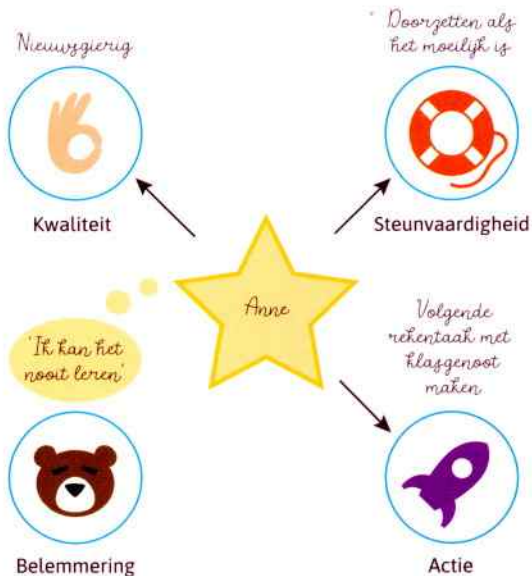 Nieuwsgierig
Kwaliteit
Doorzetten als
het moeilijk is
Steunvaardigheid
Anne
'Ik kan het
nooit leren'
Belemmering
Volgende
rekentaak met
klasgenoot
maken
Actie